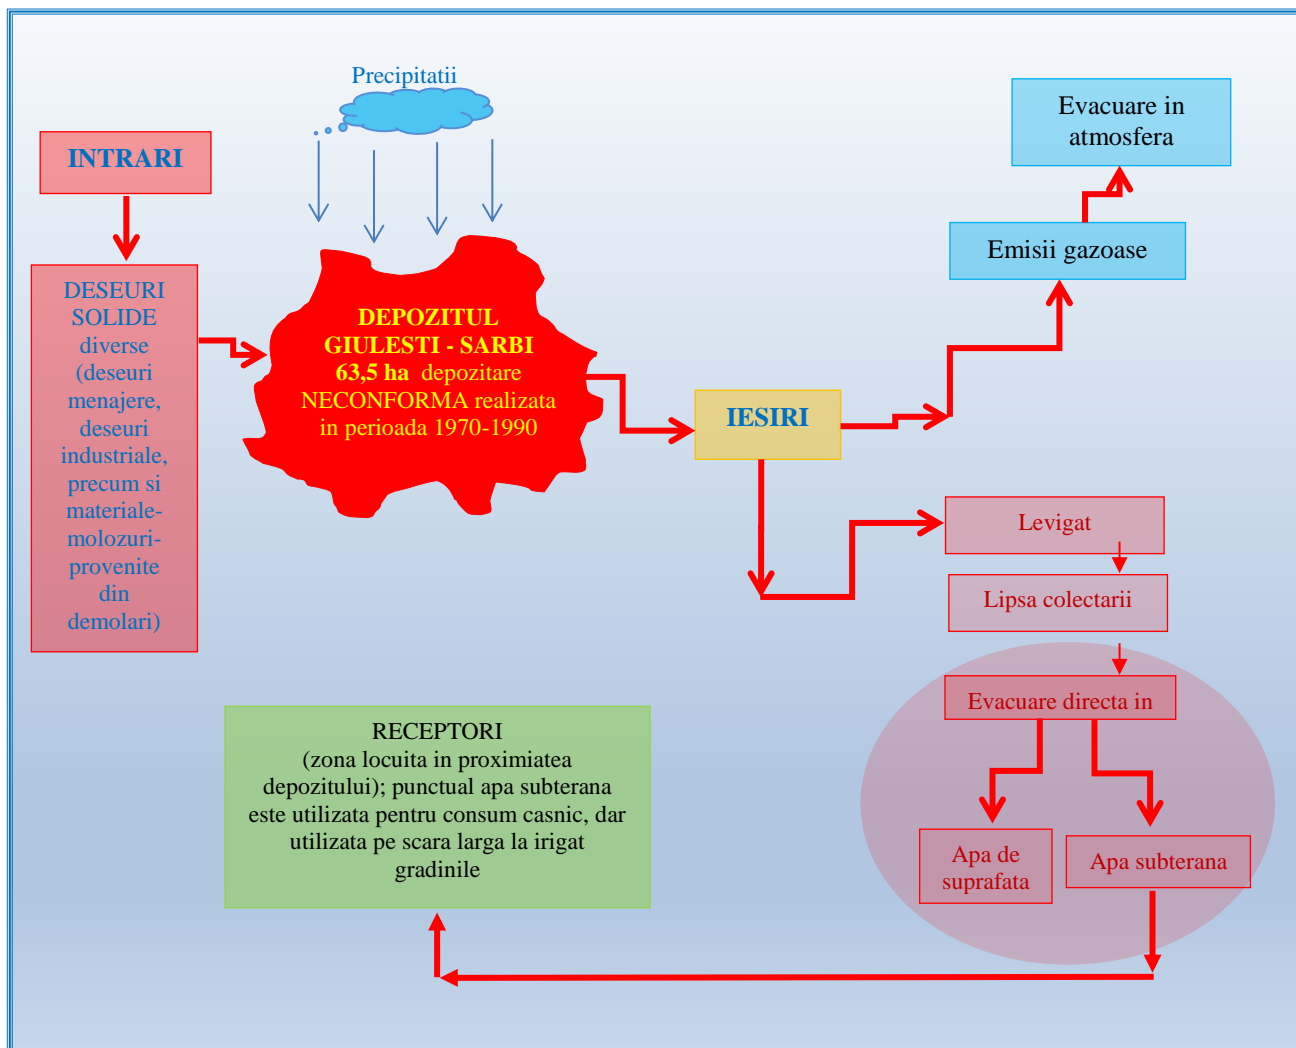 Precipitatii
INTRARI
DESEURI
SOLIDE
diverse
(deseuri
menajere,
deseuri
industriale,
precum si
materiale-
molozuri-
provenite
din
demolari)
DEPOZITUL
GIULESTI - SARBI
63,5 ha depozitare
NECONFORMA realizata
in perioada 1970-1990
IESIRI
Evacuare in
atmosfera
Emisii gazoase
Levigat
Lipsa colectarii
Evacuare directa in
Apa de
suprafata
Apa subterana
RECEPTORI
(zona locuita in proximiatea
depozitului); punctual apa subterana
este utilizata pentru consum casnic, dar
utilizata pe scara larga la irigat
gradinile